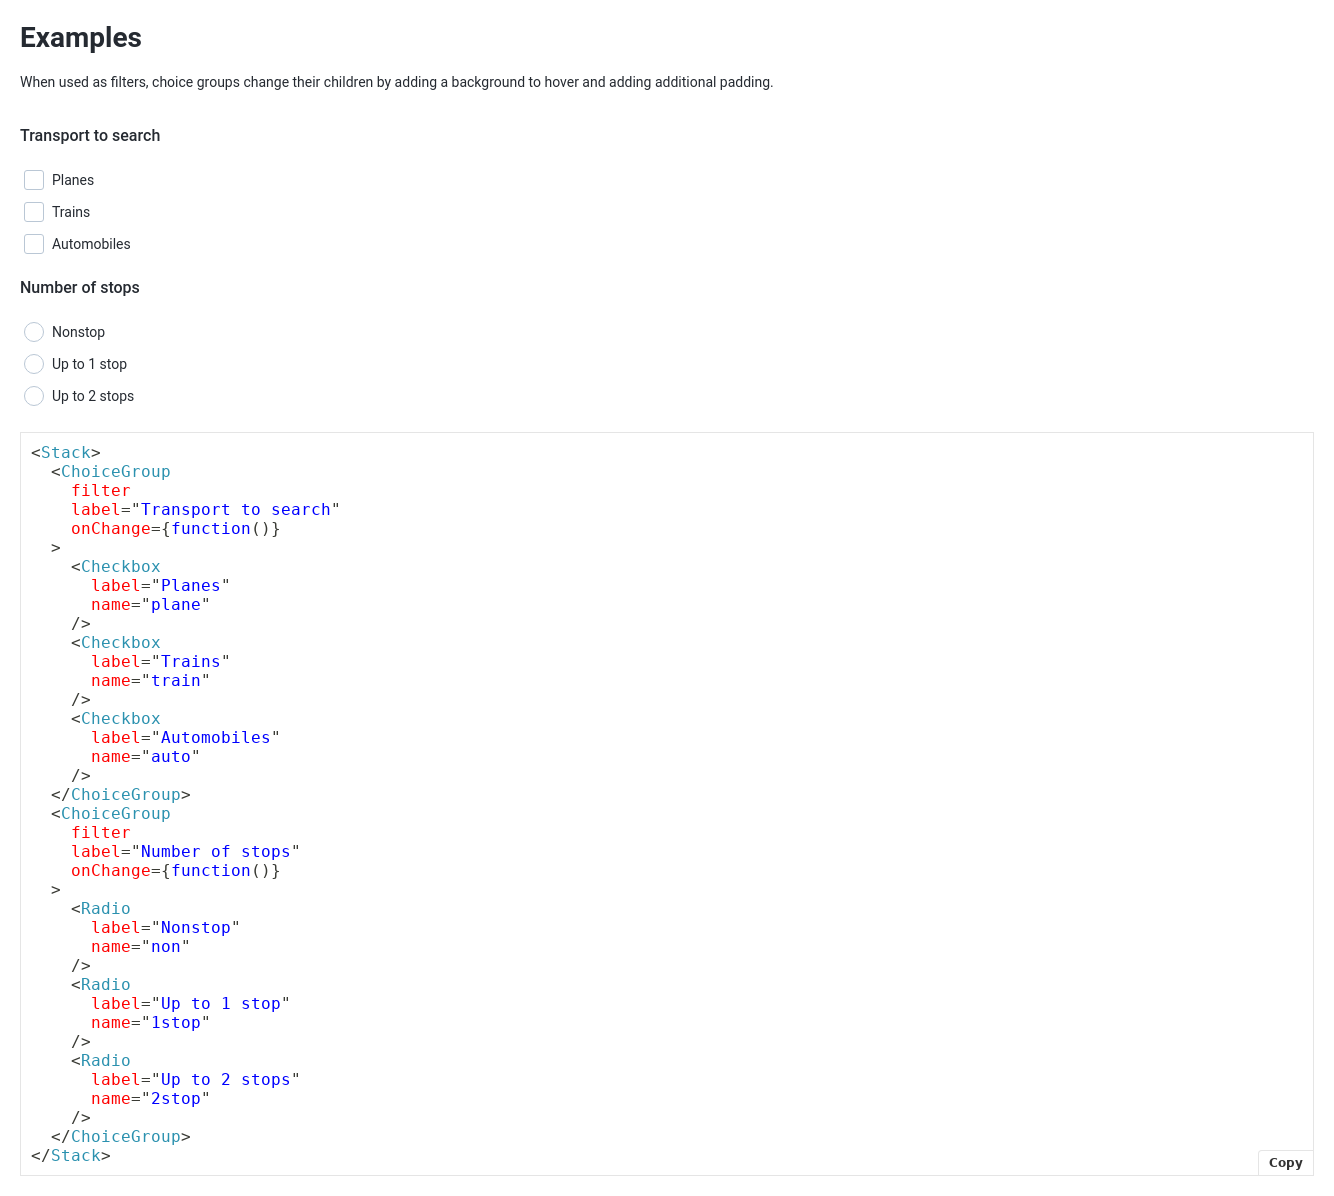 Examples
When used as filters, choice groups change their children by adding a background to hover and adding additional padding.
Transport to search
Planes
Trains
Automobiles
Number of stops
Nonstop
Up to 1 stop
Up to 2 stops
<Stack>
  <ChoiceGroup
    filter
    label="Transport to search"
    onChange={function()}
  >
    <Checkbox
      label="Planes"
      name="plane"
    />
    <Checkbox
      label="Trains"
      name="train"
    />
    <Checkbox
      label="Automobiles"
      name="auto"
    />
  </ChoiceGroup>
  <ChoiceGroup
    filter
    label="Number of stops"
    onChange={function()}
  >
    <Radio
      label="Nonstop"
      name="non"
    />
    <Radio
      label="Up to 1 stop"
      name="1stop"
    />
    <Radio
      label="Up to 2 stops"
      name="2stop"
    />
  </ChoiceGroup>
</Stack>
Copy